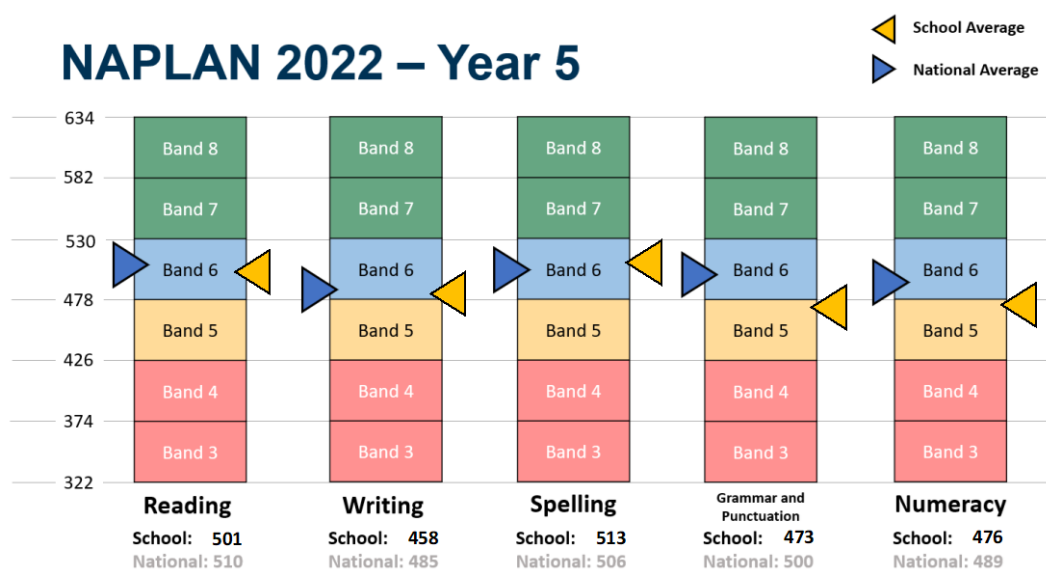 NAPLAN 2022 – Year 5
School Average
National Average
634
582
530
478
426
374
322
Band 8
Band 7
Band 6
Band 5
Band 4
Band 3
Band 8
Band 7
Band 6
Band 5
Band 4
Band 3
Band 8
Band 7
Band 6
Band 5
Band 4
Band 3
Band 8
Band 7
Band 6
Band 5
Band 4
Band 3
Band 8
Band 7
Band 6
Band 5
Band 4
Band 3
Reading
School: 501
National: 510
Writing
School: 458
National: 485
Spelling
School: 513
National: 506
Grammar and
Punctuation
School: 473
National: 500
Numeracy
School: 476
National: 489